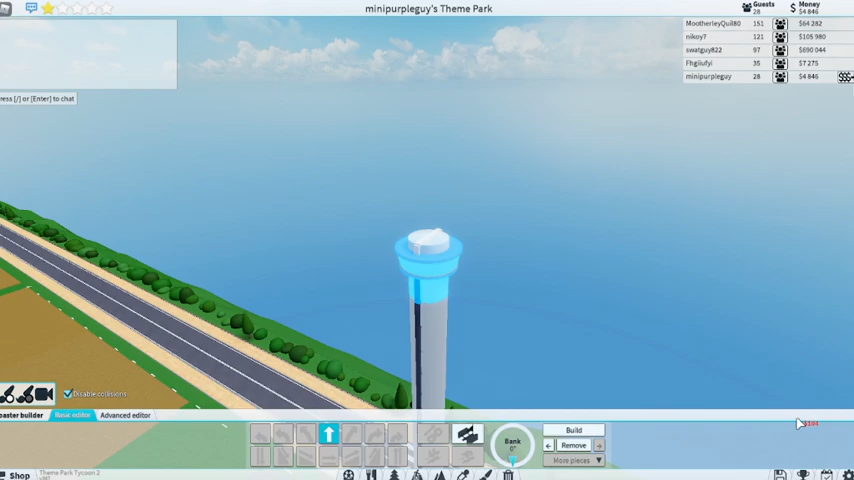 minipurpleguy's Theme Park
Guests
28
Money
$4 846
MootherleyQuil80 151 $64 282
nikoy7 121 $105 980
swatguy822 97 $690 044
Fhgiiufyi 35 $7 275
minipurpleguy 28 $4 846
ress [/] or [Enter] to chat
Disable collisions
oaster builder
Basic editor
Advanced editor
Bank
0°
Build
Remove
More pieces
Shop
Theme Park Tycoon 2